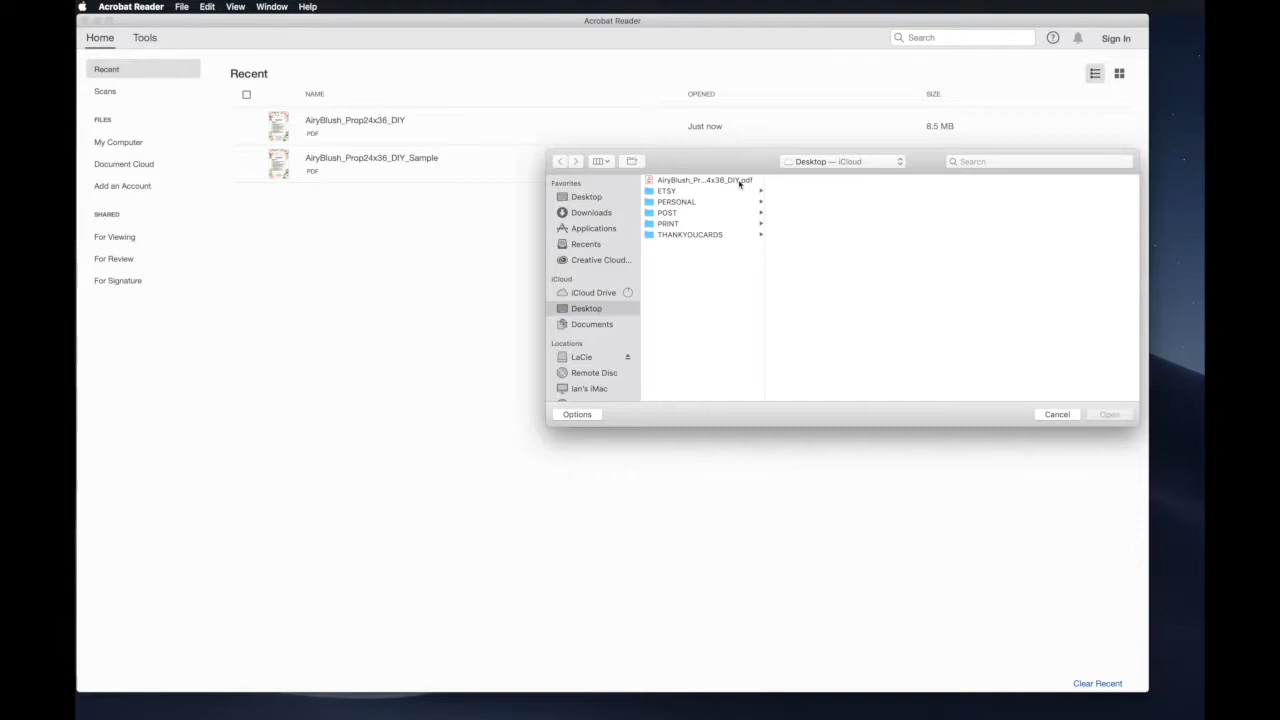 Acrobat Reader File Edit View Window Help
Acrobat Reader
Home Tools
Search
Sign In
Recent
Scans
FILES
My Computer
Document Cloud
Add an Account
SHARED
For Viewing
For Review
For Signature
Recent
NAME OPENED SIZE
AiryBlush_Prop24x36_DIY
PDF
Just now
8.5 MB
AiryBlush_Prop24x36_DIY_Sample
PDF
Desktop — iCloud
Search
Favorites
Desktop
Downloads
Applications
Recents
Creative Cloud...
iCloud
iCloud Drive
Desktop
Documents
Locations
LaCie
Remote Disc
Ian's iMac
AiryBlush_Pr...4x36_DIY.pdf
ETSY
PERSONAL
POST
PRINT
THANKYOUCARDS
Options
Cancel
Open
Clear Recent